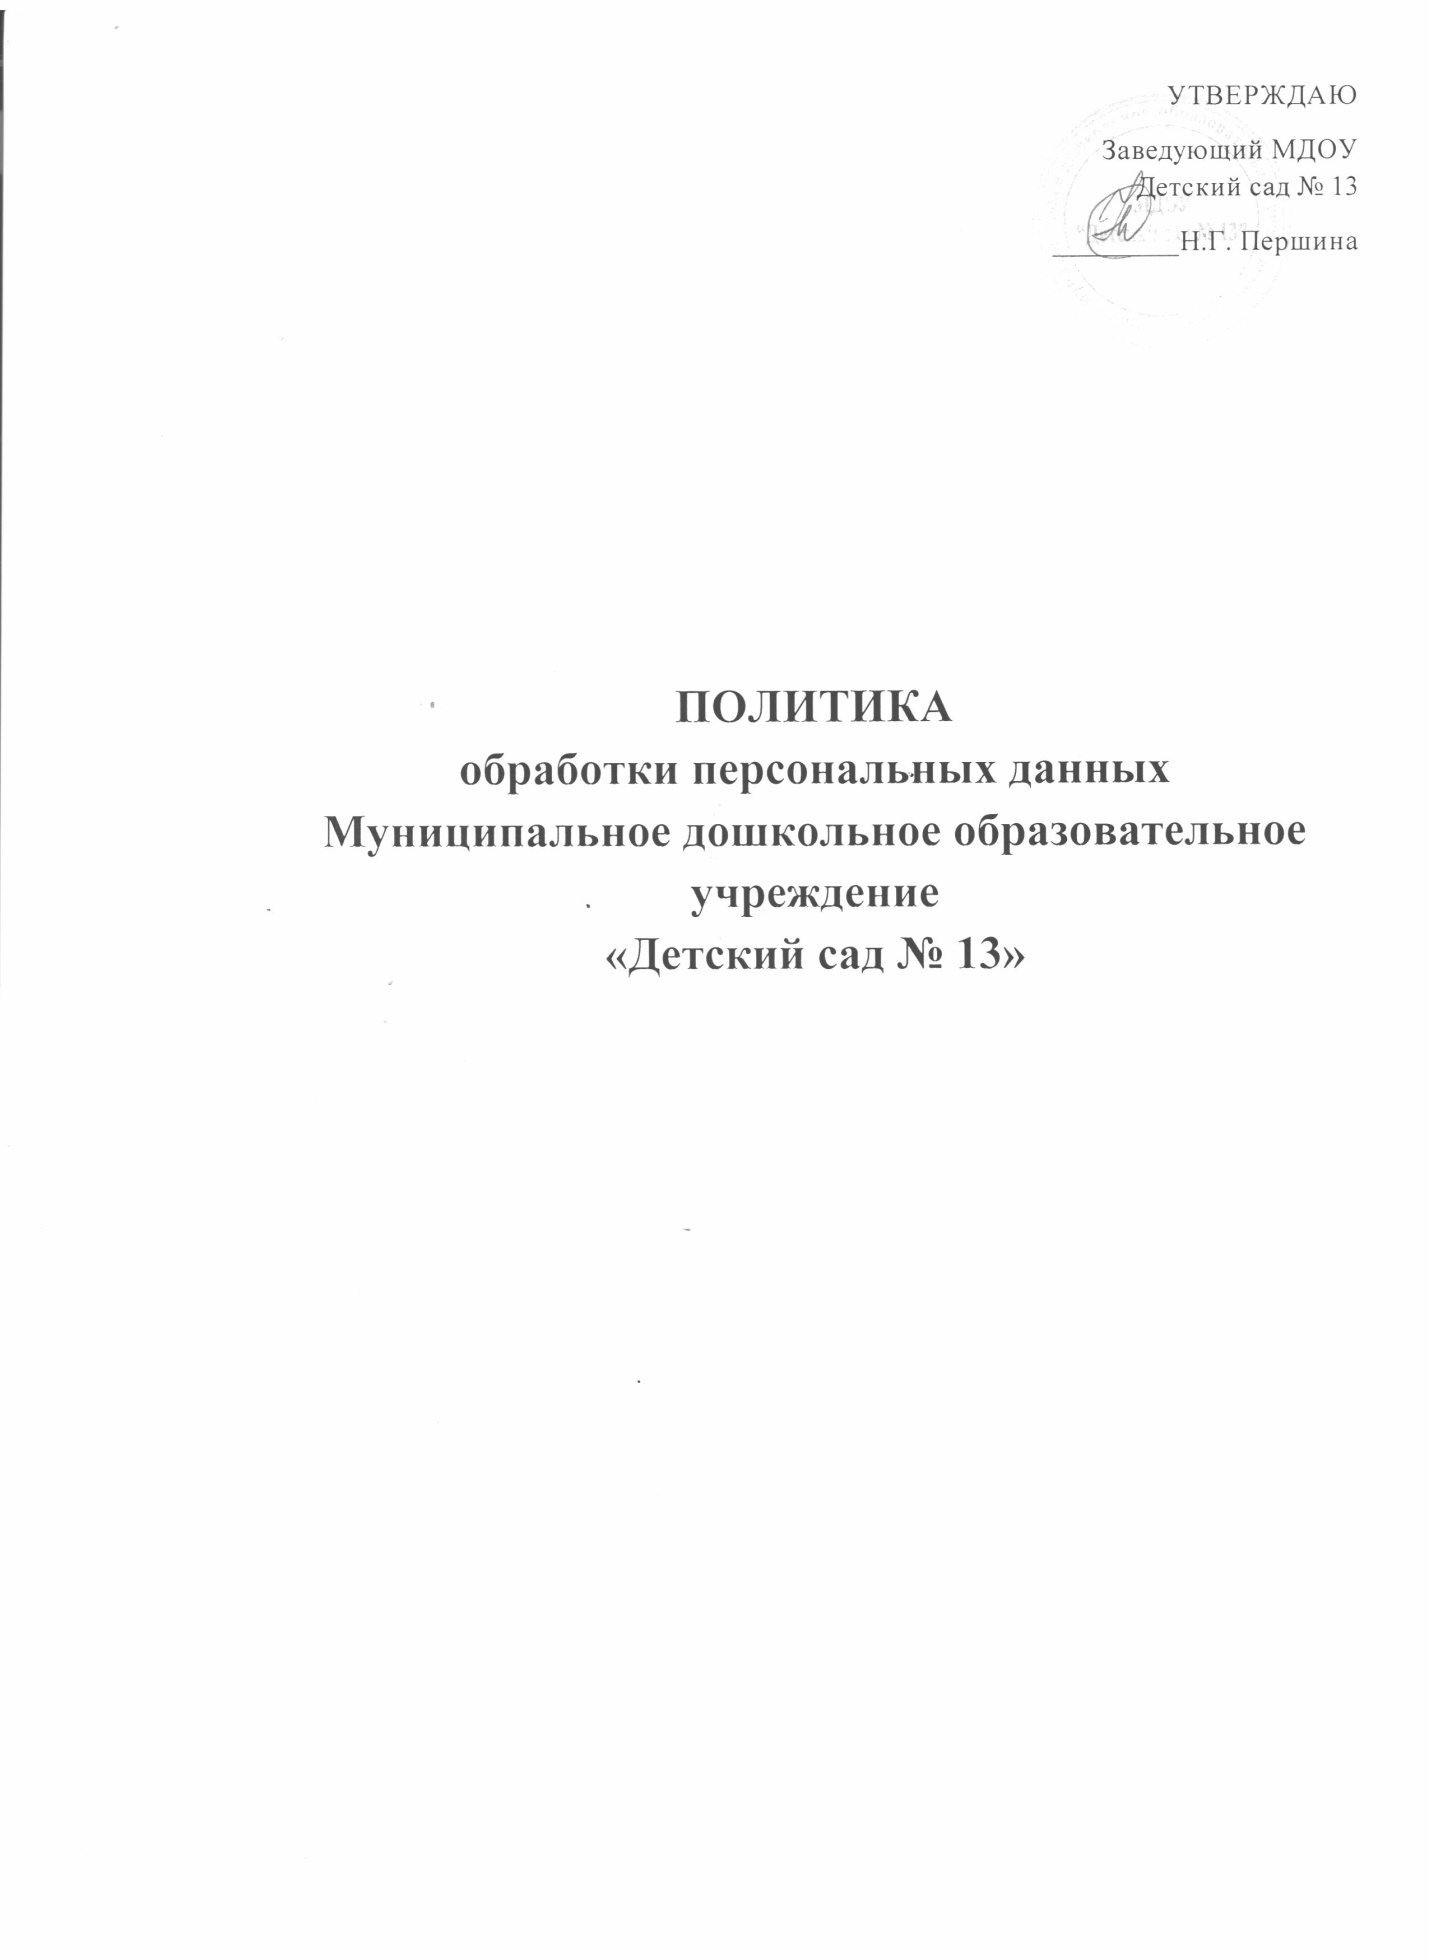 УТВЕРЖДАЮ
Заведующий МДОУ
Детский сад № 13
Н.Г. Першина
ПОЛИТИКА
обработки персональных данных
Муниципальное дошкольное образовательное
учреждение
«Детский сад № 13»